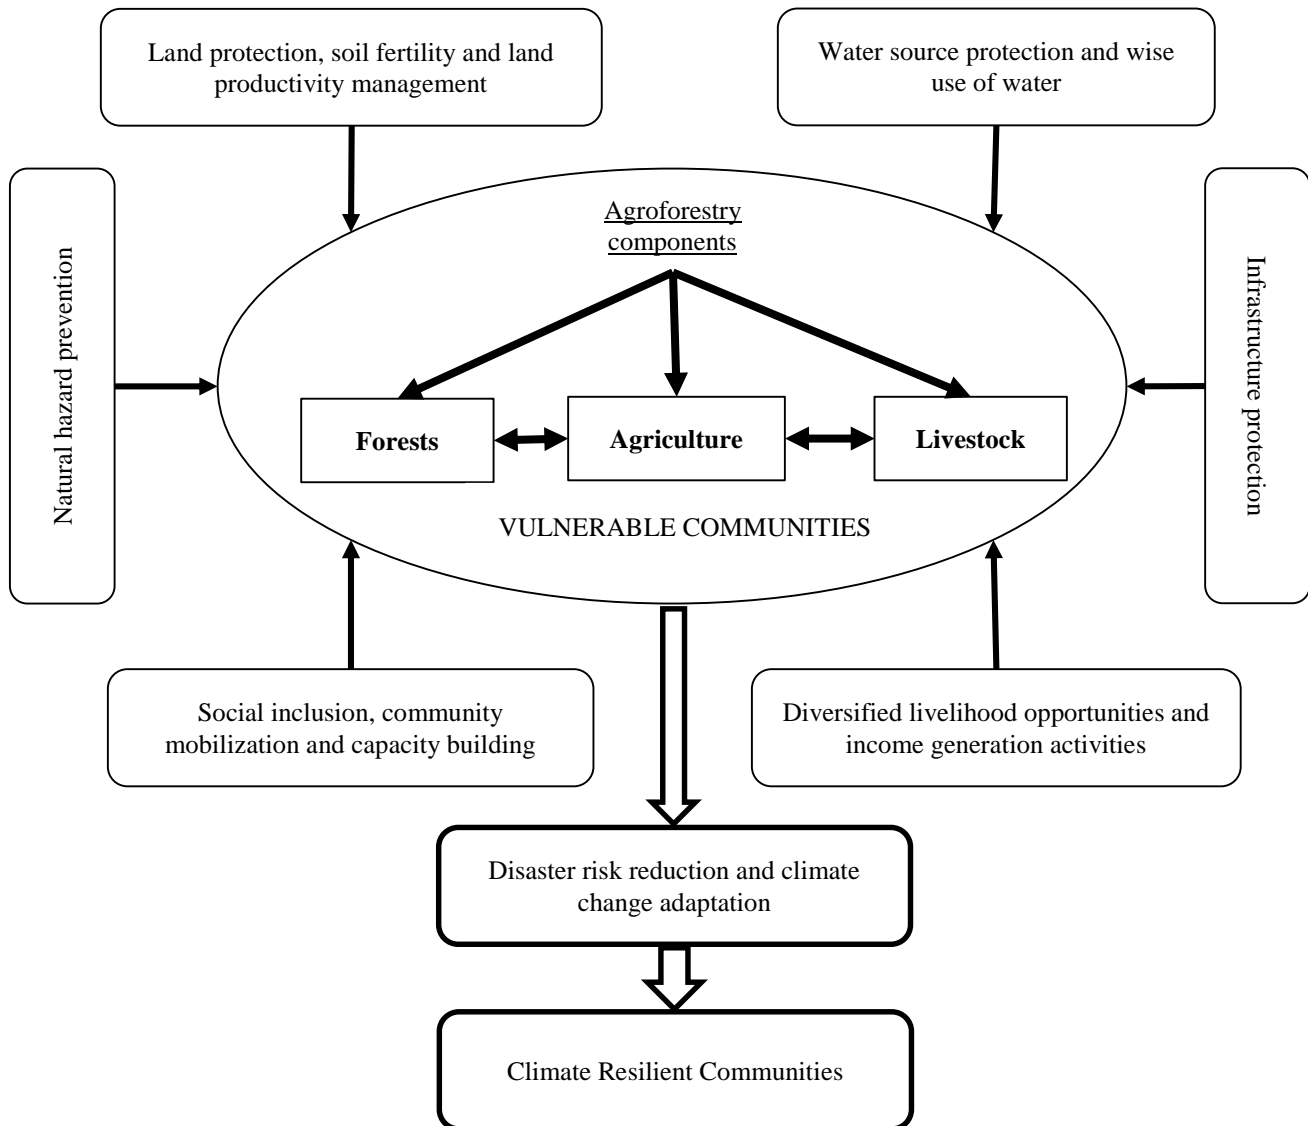 Land protection, soil fertility and land
productivity management
Water source protection and wise
use of water
Natural hazard prevention
Agroforestry
components
Infrastructure protection
Forests
Agriculture
Livestock
VULNERABLE COMMUNITIES
Social inclusion, community
mobilization and capacity building
Diversified livelihood opportunities and
income generation activities
Disaster risk reduction and climate
change adaptation
Climate Resilient Communities